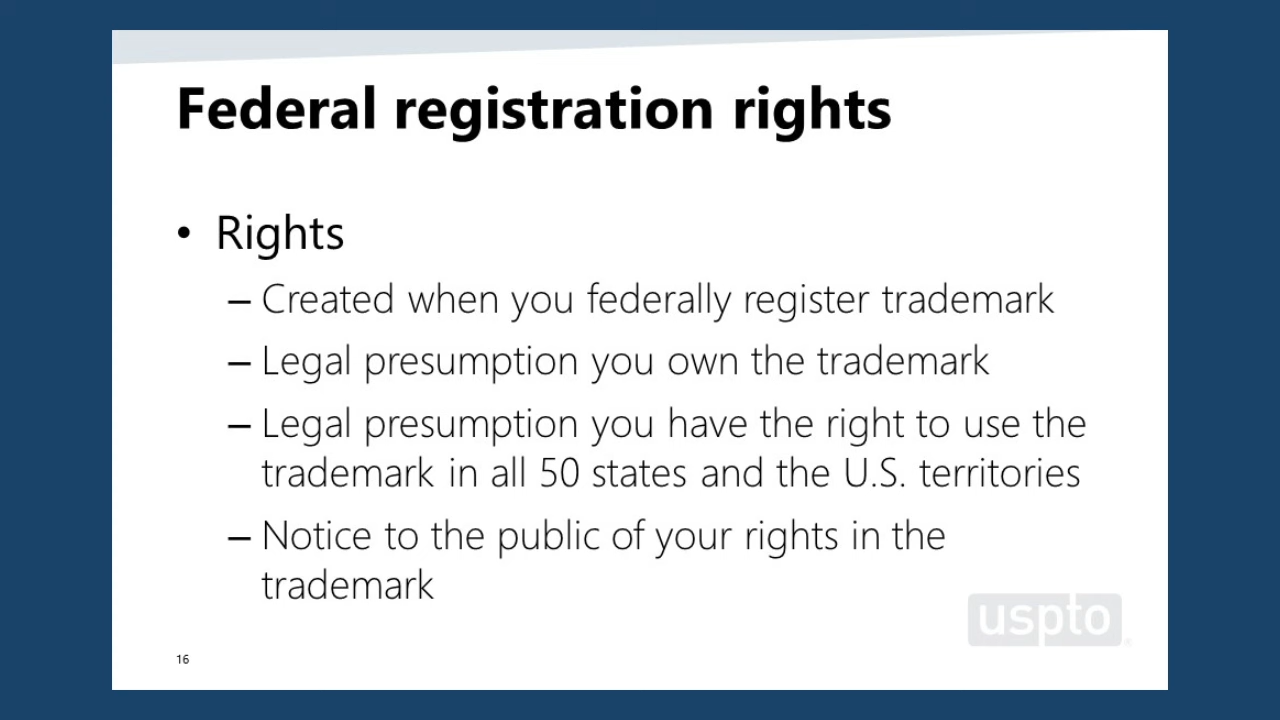 Federal registration rights
• Rights
– Created when you federally register trademark
– Legal presumption you own the trademark
– Legal presumption you have the right to use the
trademark in all 50 states and the U.S. territories
– Notice to the public of your rights in the
trademark
uspto®
16